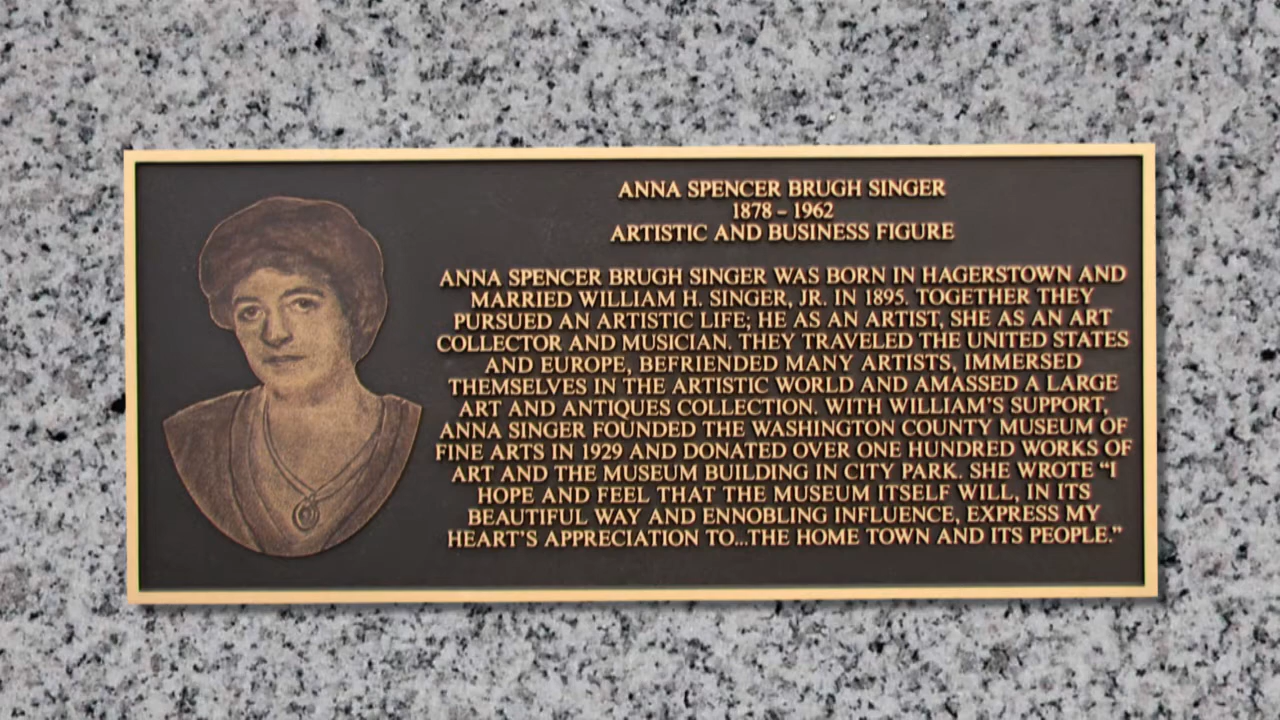 ANNA SPENCER BRUGH SINGER
1878 – 1962
ARTISTIC AND BUSINESS FIGURE
ANNA SPENCER BRUGH SINGER WAS BORN IN HAGERSTOWN AND
MARRIED WILLIAM H. SINGER, JR. IN 1895. TOGETHER THEY
PURSUED AN ARTISTIC LIFE; HE AS AN ARTIST, SHE AS AN ART
COLLECTOR AND MUSICIAN. THEY TRAVELED THE UNITED STATES
AND EUROPE, BEFRIENDED MANY ARTISTS, IMMERSED
THEMSELVES IN THE ARTISTIC WORLD AND AMASSED A LARGE
ART AND ANTIQUES COLLECTION. WITH WILLIAM'S SUPPORT,
ANNA SINGER FOUNDED THE WASHINGTON COUNTY MUSEUM OF
FINE ARTS IN 1929 AND DONATED OVER ONE HUNDRED WORKS OF
ART AND THE MUSEUM BUILDING IN CITY PARK. SHE WROTE “I
HOPE AND FEEL THAT THE MUSEUM ITSELF WILL, IN ITS
BEAUTIFUL WAY AND ENNOBLING INFLUENCE, EXPRESS MY
HEART'S APPRECIATION TO...THE HOME TOWN AND ITS PEOPLE.”